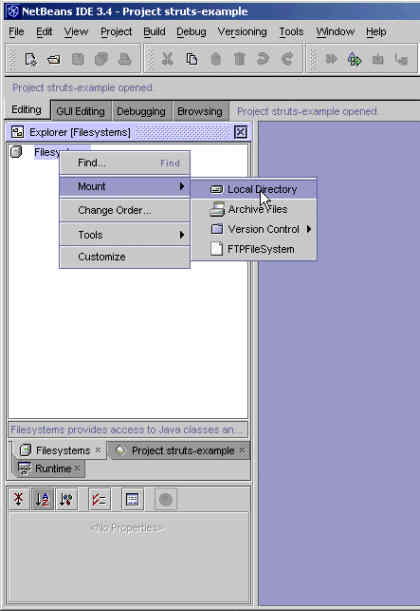 NetBeans IDE 3.4 - Project struts-example
File Edit View Project Build Debug Versioning Tools Window Help
Project struts-example opened.
Editing GUI Editing Debugging Browsing Project struts-example opened.
Explorer [Filesystems]
Find... Find
Mount
Local Directory
Change Order...
Archive Files
Tools
Version Control
Customize
FTPFileSystem
Filesystems provides access to Java classes an...
Filesystems × Project struts-example ×
Runtime ×
<No Properties>